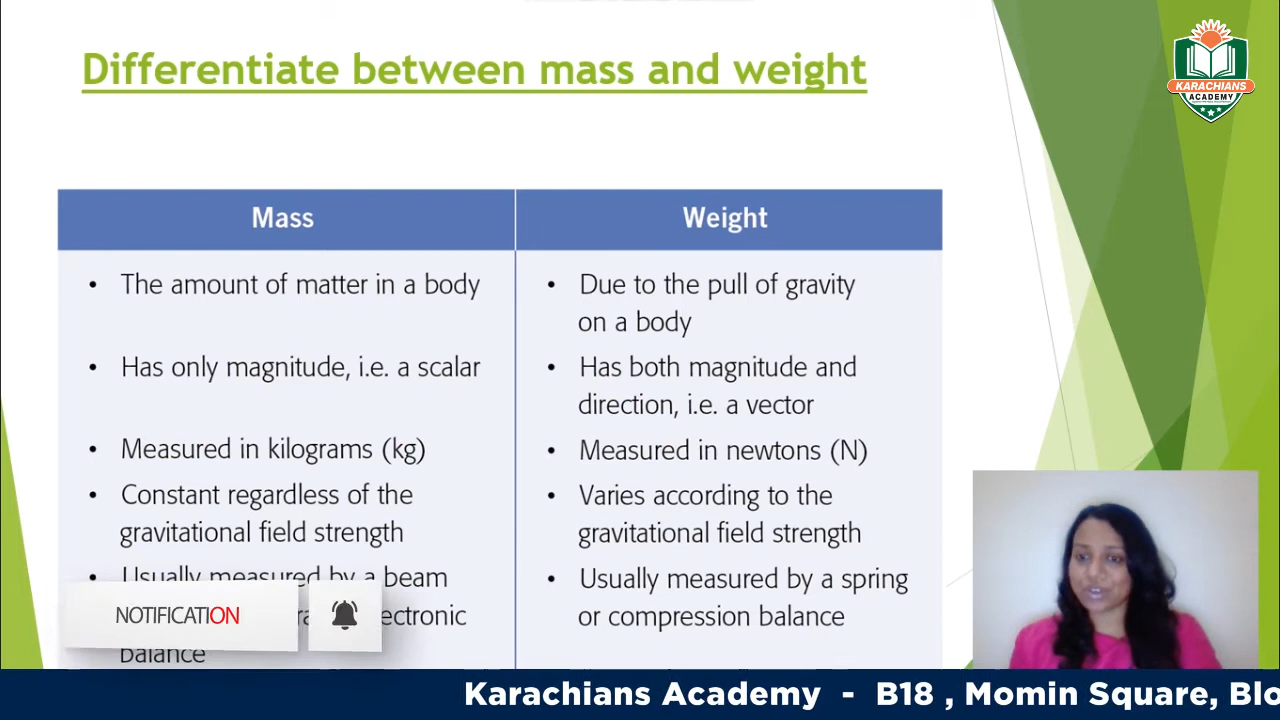 Differentiate between mass and weight
KARACHIANS
ACADEMY
Mass
Weight
• The amount of matter in a body
• Has only magnitude, i.e. a scalar
• Measured in kilograms (kg)
• Constant regardless of the
gravitational field strength
• Usually measured by a beam
balance
• Due to the pull of gravity
on a body
• Has both magnitude and
direction, i.e. a vector
• Measured in newtons (N)
• Varies according to the
gravitational field strength
• Usually measured by a spring
or compression balance
NOTIFICATION
Karachians Academy - B18 , Momin Square, Blo